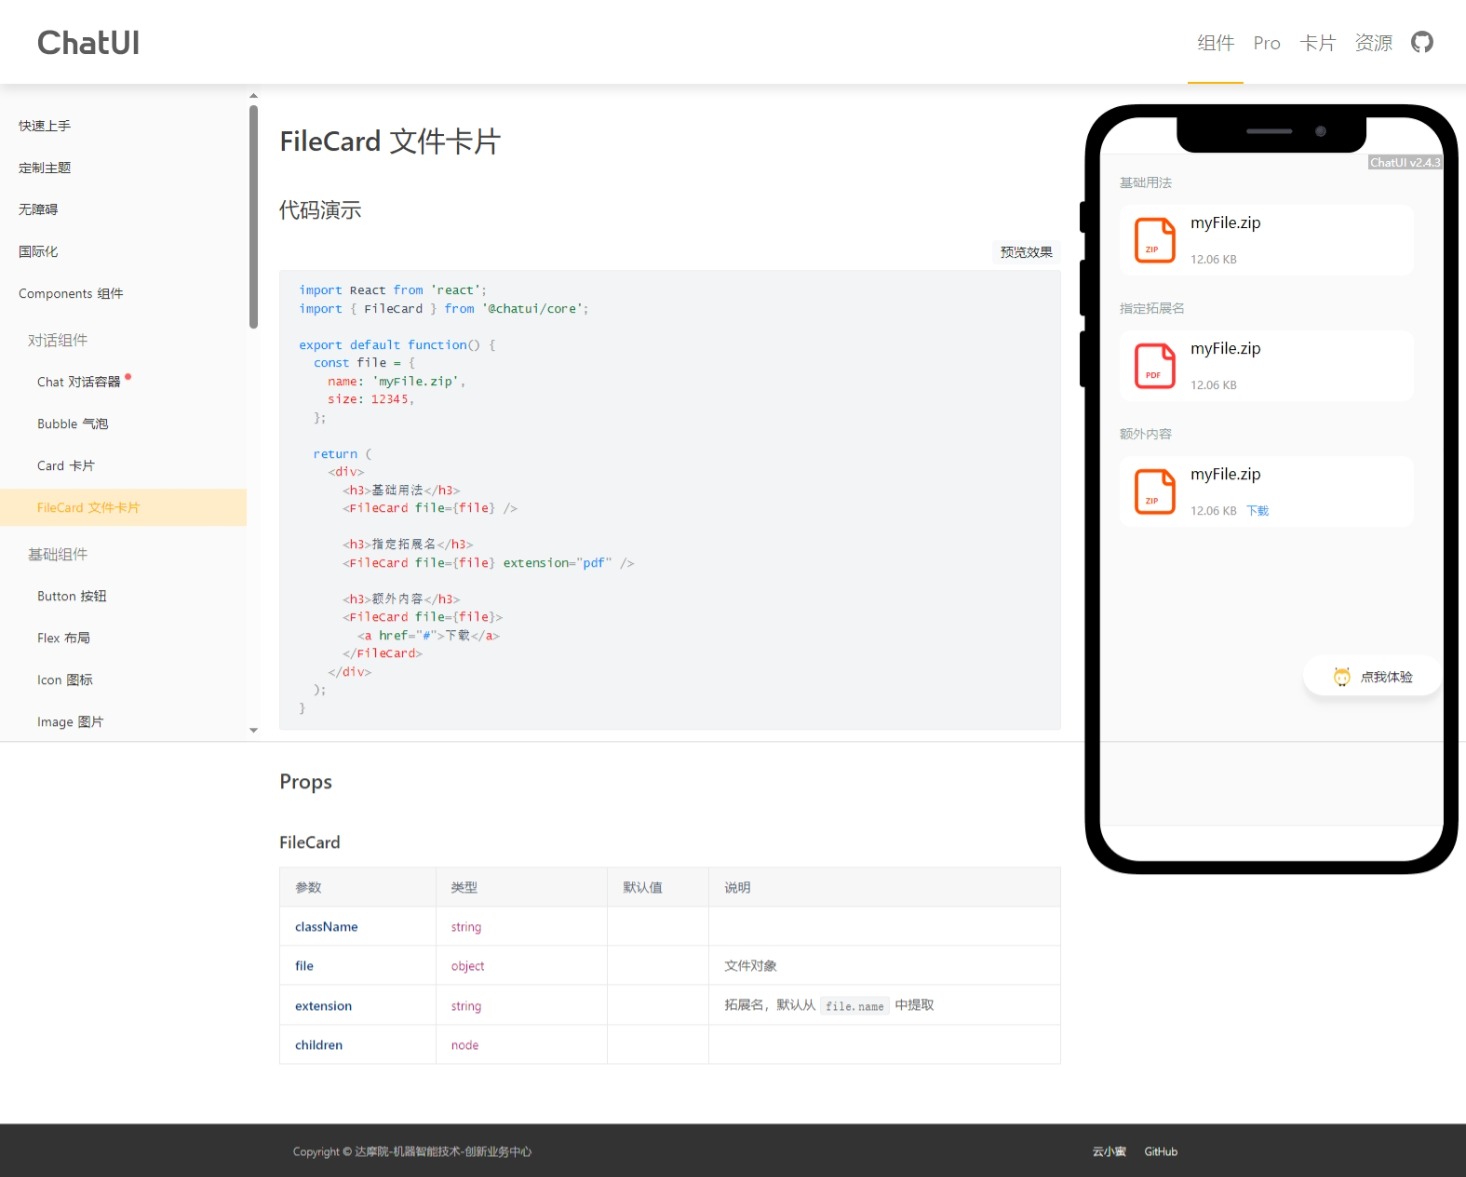 ChatUI
组件 Pro 卡片 资源
快速上手
定制主题
无障碍
国际化
Components 组件
对话组件
Chat 对话容器
Bubble 气泡
Card 卡片
FileCard 文件卡片
基础组件
Button 按钮
Flex 布局
Icon 图标
Image 图片
FileCard 文件卡片
代码演示
预览效果
import React from 'react';
import { FileCard } from '@chatui/core';
export default function() {
const file = {
name: 'myFile.zip',
size: 12345,
};
return (
<div>
<h3>基础用法</h3>
<FileCard file={file} />
<h3>指定拓展名</h3>
<FileCard file={file} extension="pdf" />
<h3>额外内容</h3>
<FileCard file={file}>
<a href="#">下载</a>
</FileCard>
</div>
);
}
ChatUI v2.4.3
基础用法
ZIP
myFile.zip
12.06 KB
指定拓展名
PDF
myFile.zip
12.06 KB
额外内容
ZIP
myFile.zip
12.06 KB 下载
点我体验
Props
FileCard
参数 类型 默认值 说明
className string
file object 文件对象
extension string 拓展名，默认从 file.name 中提取
children node
Copyright © 达摩院-机器智能技术-创新业务中心
云小蜜 GitHub